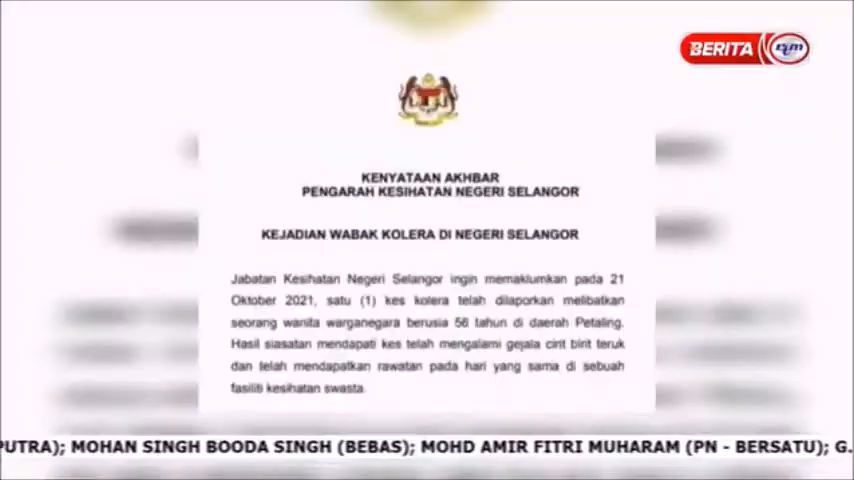 BERITA rtm
KENYATAAN AKHBAR
PENGARAH KESIHATAN NEGERI SELANGOR
KEJADIAN WABAK KOLERA DI NEGERI SELANGOR
Jabatan Kesihatan Negeri Selangor ingin memaklumkan pada 21
Oktober 2021, satu (1) kes kolera telah dilaporkan melibatkan
seorang wanita warganegara berusia 56 tahun di daerah Petaling.
Hasil siasatan mendapati kes telah mengalami gejala cirit birit teruk
dan telah mendapatkan rawatan pada hari yang sama di sebuah
fasiliti kesihatan swasta.
PUTRA); MOHAN SINGH BOODA SINGH (BEBAS); MOHD AMIR FITRI MUHARAM (PN - BERSATU); G.